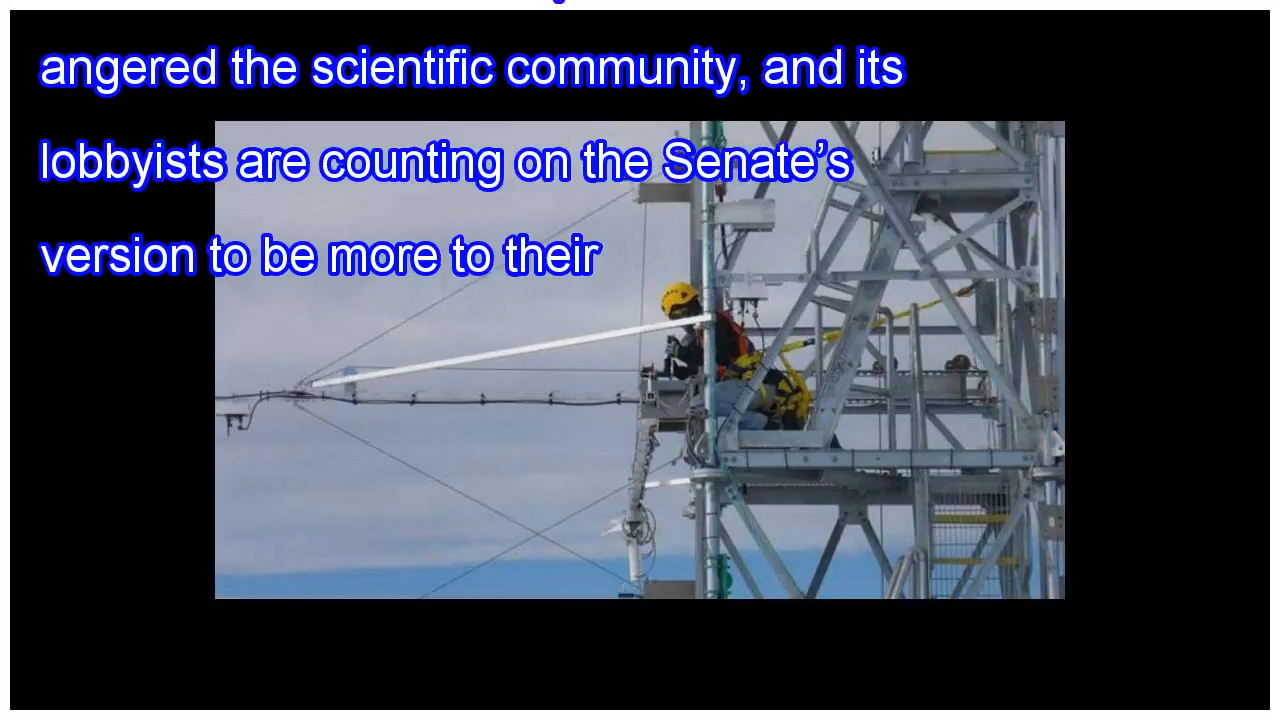 angered the scientific community, and its
lobbyists are counting on the Senate’s
version to be more to their